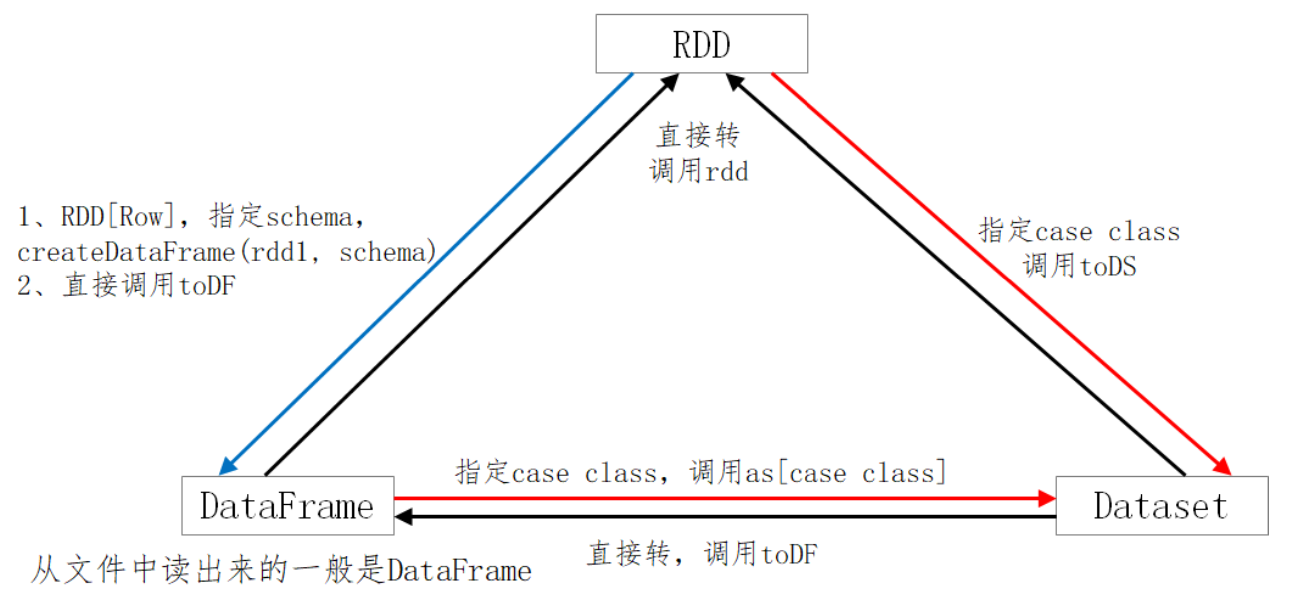 RDD
直接转
调用rdd
1、RDD[Row]，指定schema，
createDataFrame(rdd1, schema)
2、直接调用toDF
指定case class
调用toDS
指定case class，调用as[case class]
DataFrame
Dataset
直接转，调用toDF
从文件中读出来的一般是DataFrame